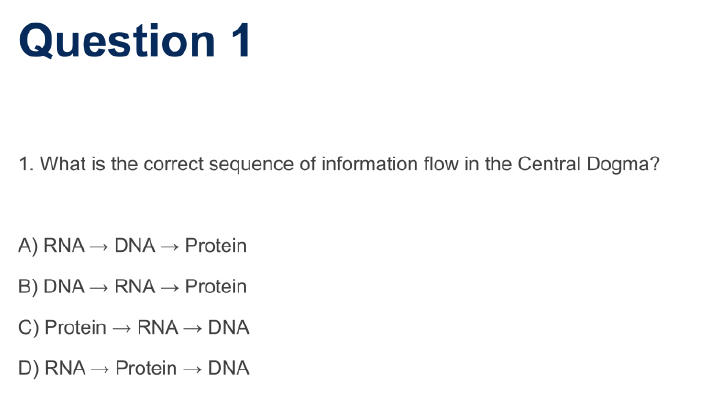 Question 1
1. What is the correct sequence of information flow in the Central Dogma?
A) RNA → DNA → Protein
B) DNA → RNA → Protein
C) Protein → RNA → DNA
D) RNA → Protein → DNA